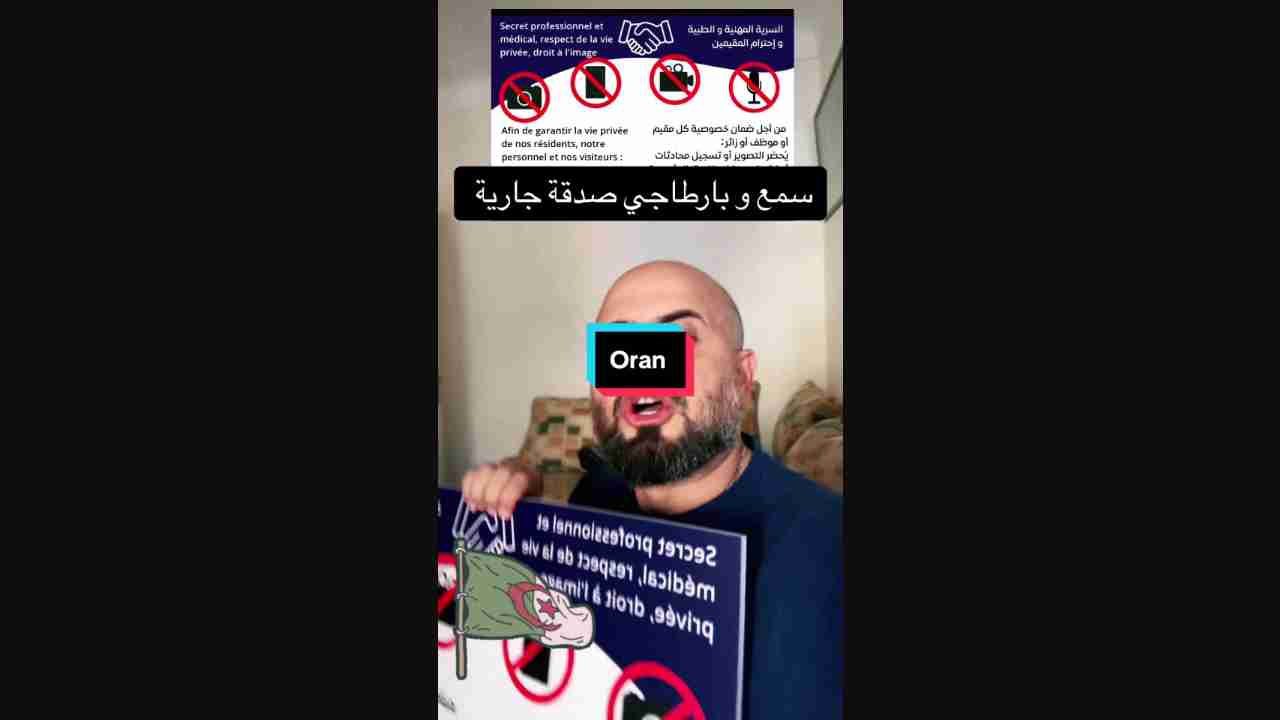 Secret professionnel et
médical, respect de la vie
privée, droit à l'image
السرية المهنية و الطبية
و إحترام المقيمين
Afin de garantir la vie privée
de nos résidents, notre
personnel et nos visiteurs :
من أجل ضمان خصوصية كل مقيم
أو موظف أو زائر:
يُحضر التصوير أو تسجيل محادثات
سمع و بارطاجي صدقة جارية
Oran
Secret professionnel et
médical, respect de la vie
privée, droit à l'image